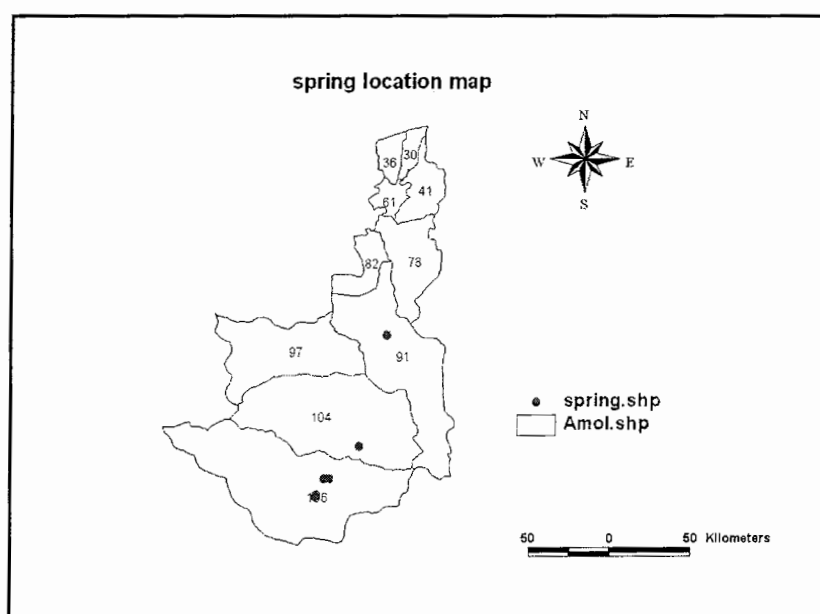 spring location map
N
W E
S
36 30
61 41
82 78
91
97
104
spring.shp
Amol.shp
50 0 50 Kilometers